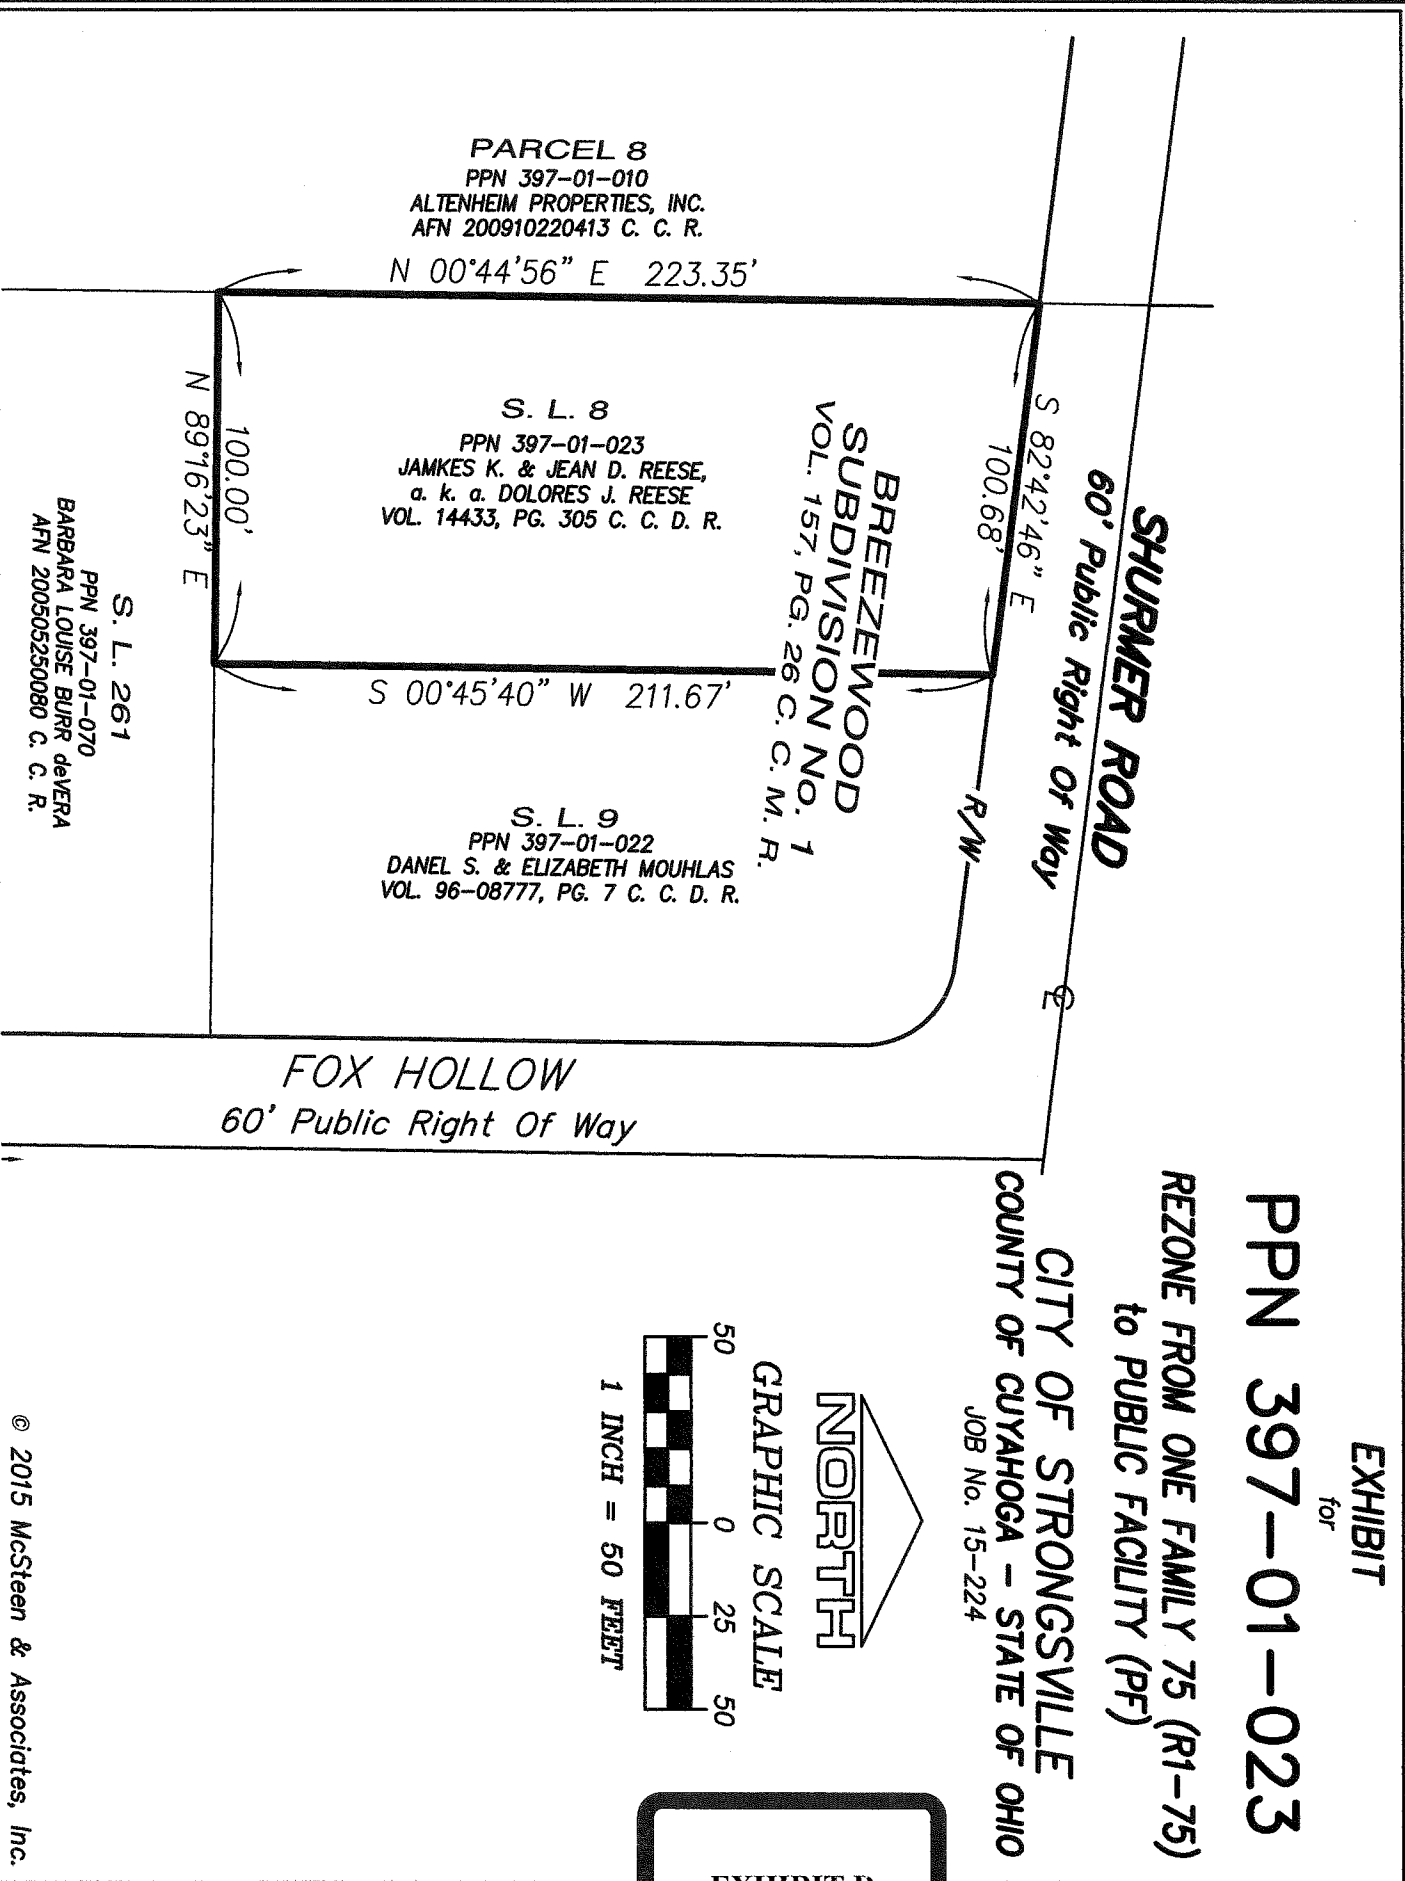 EXHIBIT
for
PPN 397-01-023
REZONE FROM ONE FAMILY 75 (R1-75)
to PUBLIC FACILITY (PF)
CITY OF STRONGSVILLE
COUNTY OF CUYAHOGA - STATE OF OHIO
JOB No. 15-224
NORTH
GRAPHIC SCALE
50 0 25 50
1 INCH = 50 FEET
SHURMER ROAD
60' Public Right Of Way
℄
R/W
S 82°42'46" E
100.68'
BREEZEWOOD
SUBDIVISION No. 1
VOL. 157, PG. 26 C. C. M. R.
PARCEL 8
PPN 397-01-010
ALTENHEIM PROPERTIES, INC.
AFN 200910220413 C. C. R.
N 00°44'56" E 223.35'
S. L. 8
PPN 397-01-023
JAMKES K. & JEAN D. REESE,
a. k. a. DOLORES J. REESE
VOL. 14433, PG. 305 C. C. D. R.
S 00°45'40" W 211.67'
S. L. 9
PPN 397-01-022
DANEL S. & ELIZABETH MOUHLAS
VOL. 96-08777, PG. 7 C. C. D. R.
100.00'
N 89°16'23" E
S. L. 261
PPN 397-01-070
BARBARA LOUISE BURR deVERA
AFN 200505250080 C. C. R.
FOX HOLLOW
60' Public Right Of Way
© 2015 McSteen & Associates, Inc.